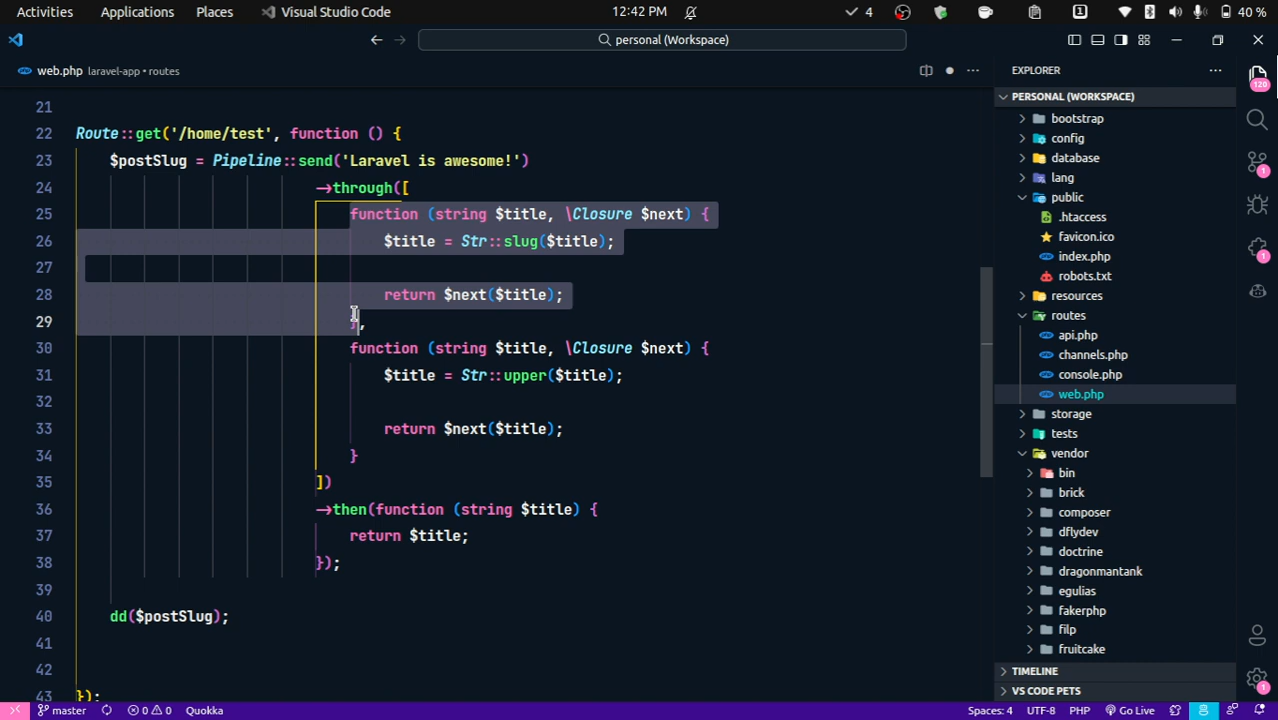 Activities Applications Places Visual Studio Code 12:42 PM 4 1 40 %
personal (Workspace)
web.php laravel-app • routes
EXPLORER
PERSONAL (WORKSPACE)
bootstrap
config
database
lang
public
.htaccess
favicon.ico
index.php
robots.txt
resources
routes
api.php
channels.php
console.php
web.php
storage
tests
vendor
bin
brick
composer
dflydev
doctrine
dragonmantank
egulias
fakerphp
filp
fruitcake
TIMELINE
VS CODE PETS
120
1
1
1
21
22 Route::get('/home/test', function () {
23 $postSlug = Pipeline::send('Laravel is awesome!')
24 ->through([
25 function (string $title, \Closure $next) {
26 $title = Str::slug($title);
27
28 return $next($title);
29 },
30 function (string $title, \Closure $next) {
31 $title = Str::upper($title);
32
33 return $next($title);
34 }
35 ])
36 ->then(function (string $title) {
37 return $title;
38 });
39
40 dd($postSlug);
41
42
43 });
master 0 0 Quokka Spaces: 4 UTF-8 PHP Go Live